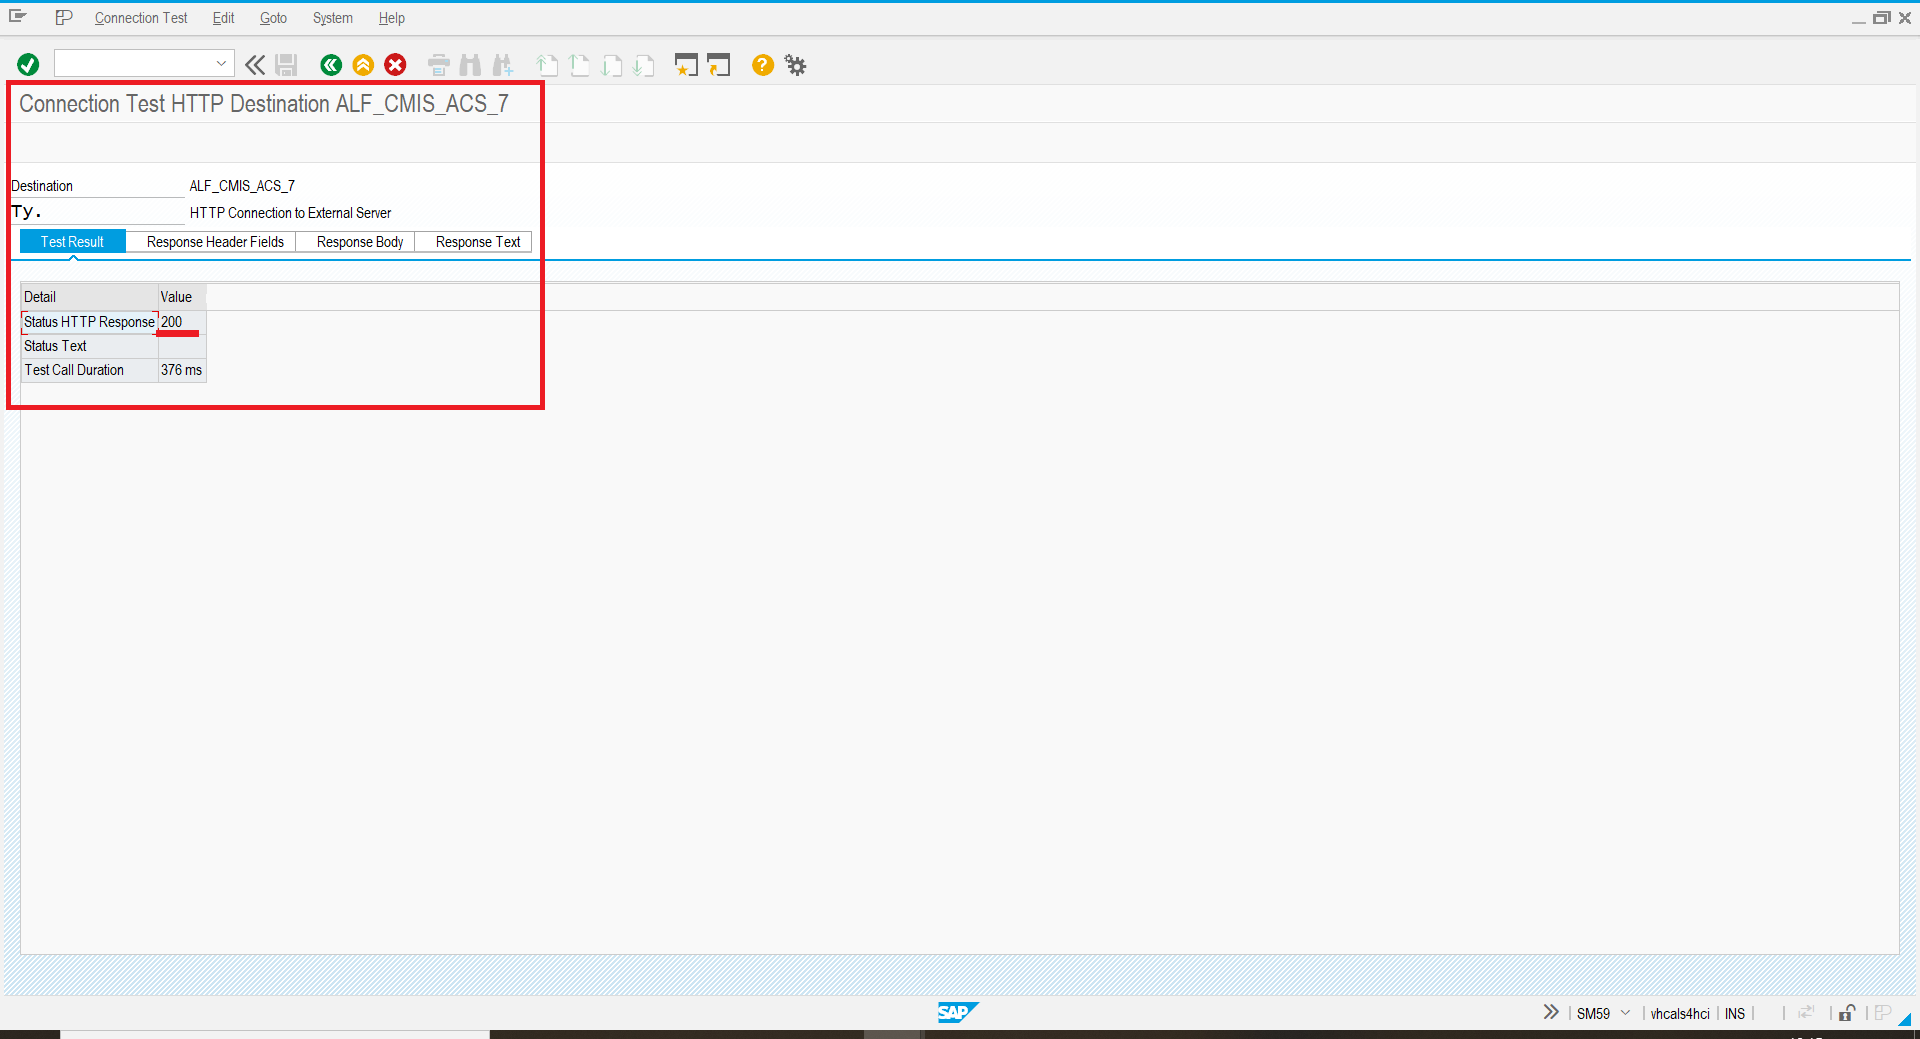 Connection Test Edit Goto System Help
Connection Test HTTP Destination ALF_CMIS_ACS_7
Destination ALF_CMIS_ACS_7
Ty. HTTP Connection to External Server
Test Result Response Header Fields Response Body Response Text
Detail Value
Status HTTP Response 200
Status Text
Test Call Duration 376 ms
SAP SM59 vhcals4hci INS